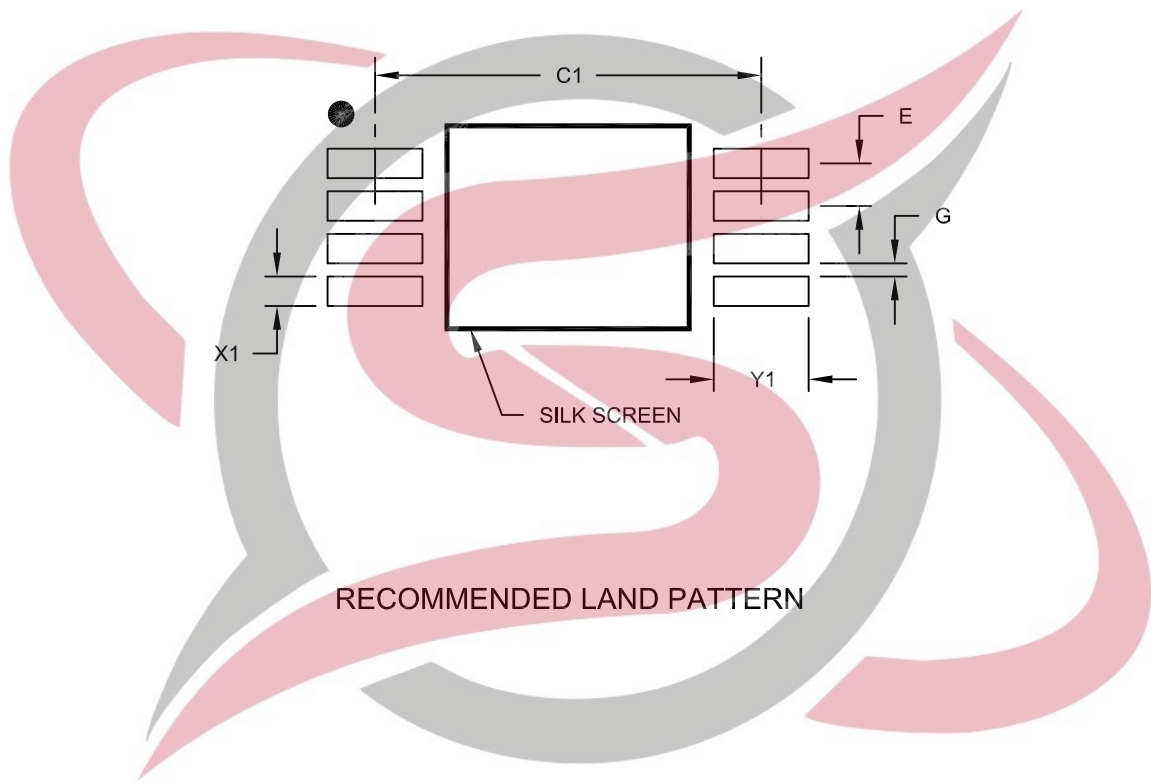 C1
E
G
X1
Y1
SILK SCREEN
RECOMMENDED LAND PATTERN